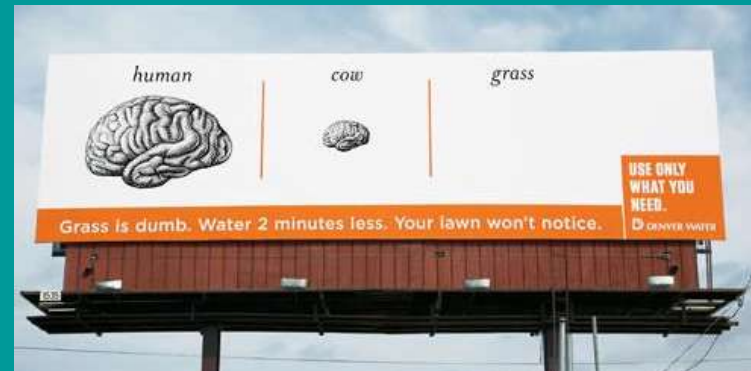 human cow grass
Grass is dumb. Water 2 minutes less. Your lawn won't notice.
USE ONLY
WHAT YOU
NEED.
DENVER WATER